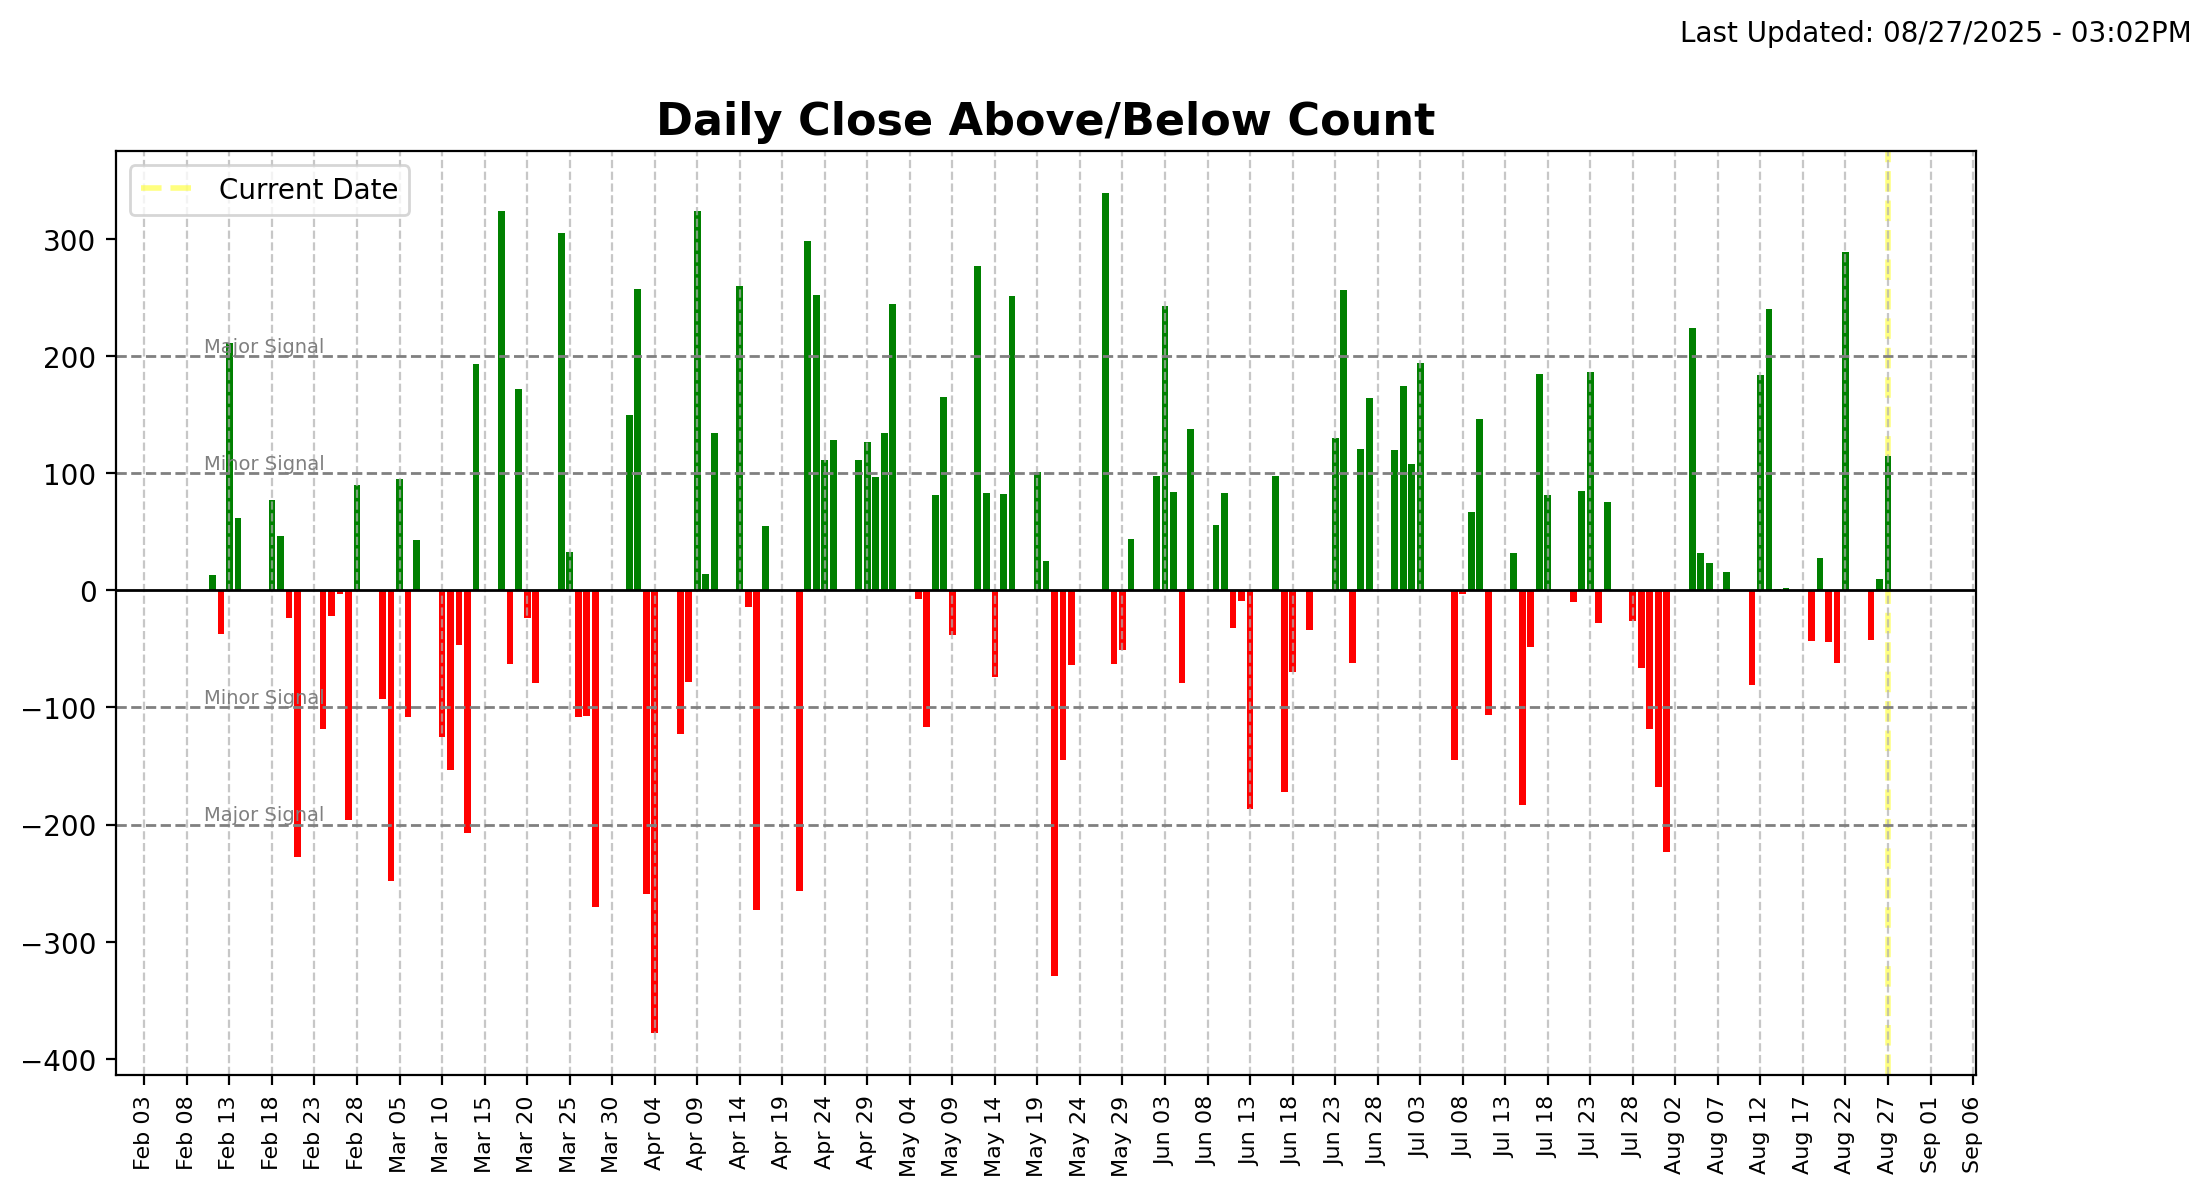 Last Updated: 08/27/2025 - 03:02PM
Daily Close Above/Below Count
Current Date
300
200
100
0
−100
−200
−300
−400
Major Signal
Minor Signal
Minor Signal
Major Signal
Feb 03
Feb 08
Feb 13
Feb 18
Feb 23
Feb 28
Mar 05
Mar 10
Mar 15
Mar 20
Mar 25
Mar 30
Apr 04
Apr 09
Apr 14
Apr 19
Apr 24
Apr 29
May 04
May 09
May 14
May 19
May 24
May 29
Jun 03
Jun 08
Jun 13
Jun 18
Jun 23
Jun 28
Jul 03
Jul 08
Jul 13
Jul 18
Jul 23
Jul 28
Aug 02
Aug 07
Aug 12
Aug 17
Aug 22
Aug 27
Sep 01
Sep 06